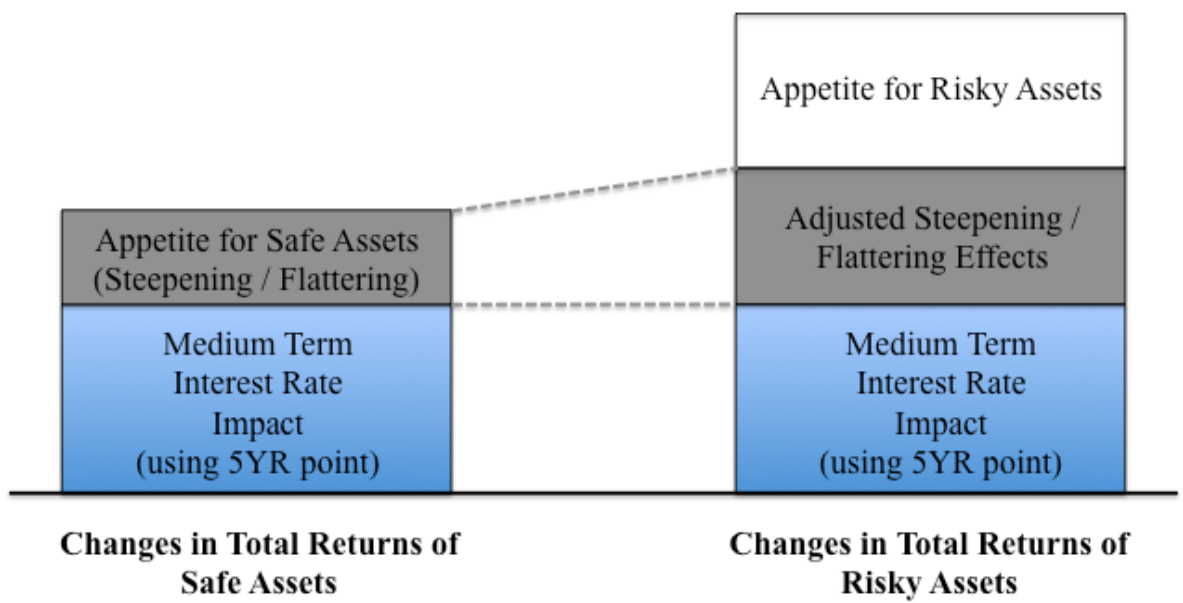 Appetite for Risky Assets
Appetite for Safe Assets
(Steepening / Flattering)
Adjusted Steepening /
Flattering Effects
Medium Term
Interest Rate
Impact
(using 5YR point)
Medium Term
Interest Rate
Impact
(using 5YR point)
Changes in Total Returns of
Safe Assets
Changes in Total Returns of
Risky Assets